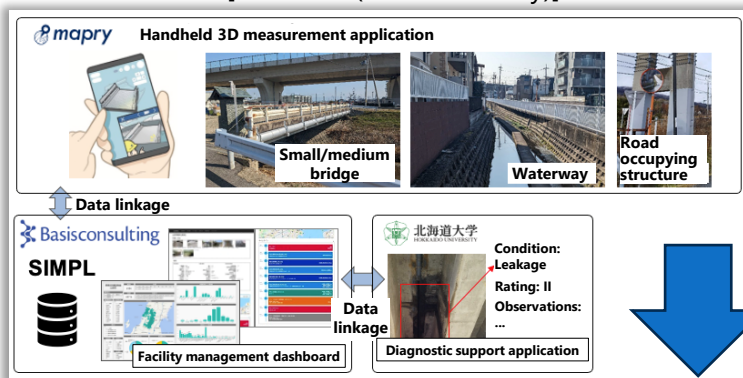 mapry Handheld 3D measurement application
Small/medium
bridge
Waterway
Road
occupying
structure
Data linkage
Basisconsulting
SIMPL
Facility management dashboard
Data
linkage
北海道大学
HOKKAIDO UNIVERSITY
Condition:
Leakage
Rating: II
Observations:
...
Diagnostic support application